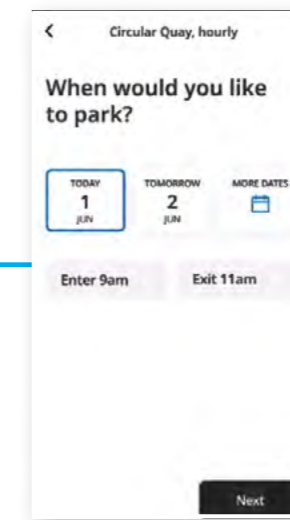 Circular Quay, hourly
When would you like
to park?
TODAY TOMORROW MORE DATES
1 2
JUN JUN
Enter 9am Exit 11am
Next